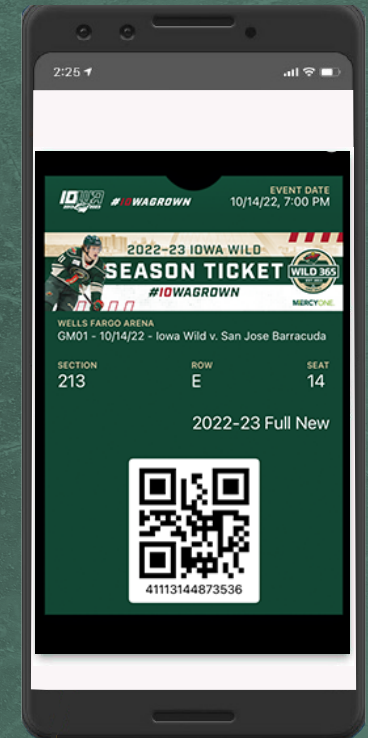 2:25
IOWA
#IOWAGROWN
EVENT DATE
10/14/22, 7:00 PM
2022-23 IOWA WILD
SEASON TICKET
WILD 365
#IOWAGROWN
MERCYONE.
WELLS FARGO ARENA
GM01 - 10/14/22 - Iowa Wild v. San Jose Barracuda
SECTION
ROW
SEAT
213
E
14
2022-23 Full New
41113144873536